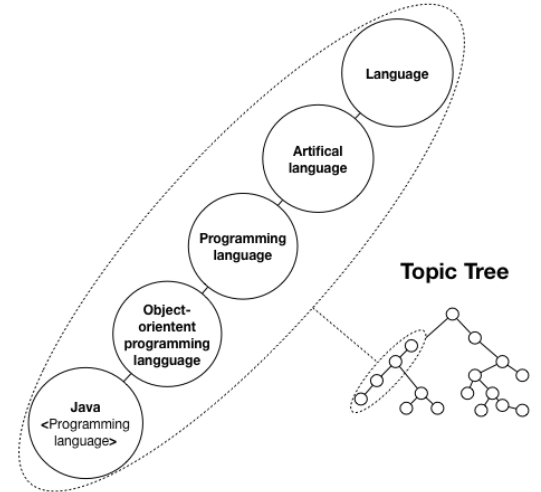 Language
Artifical
language
Programming
language
Topic Tree
Object-
orientent
programming
langguage
Java
<Programming
language>